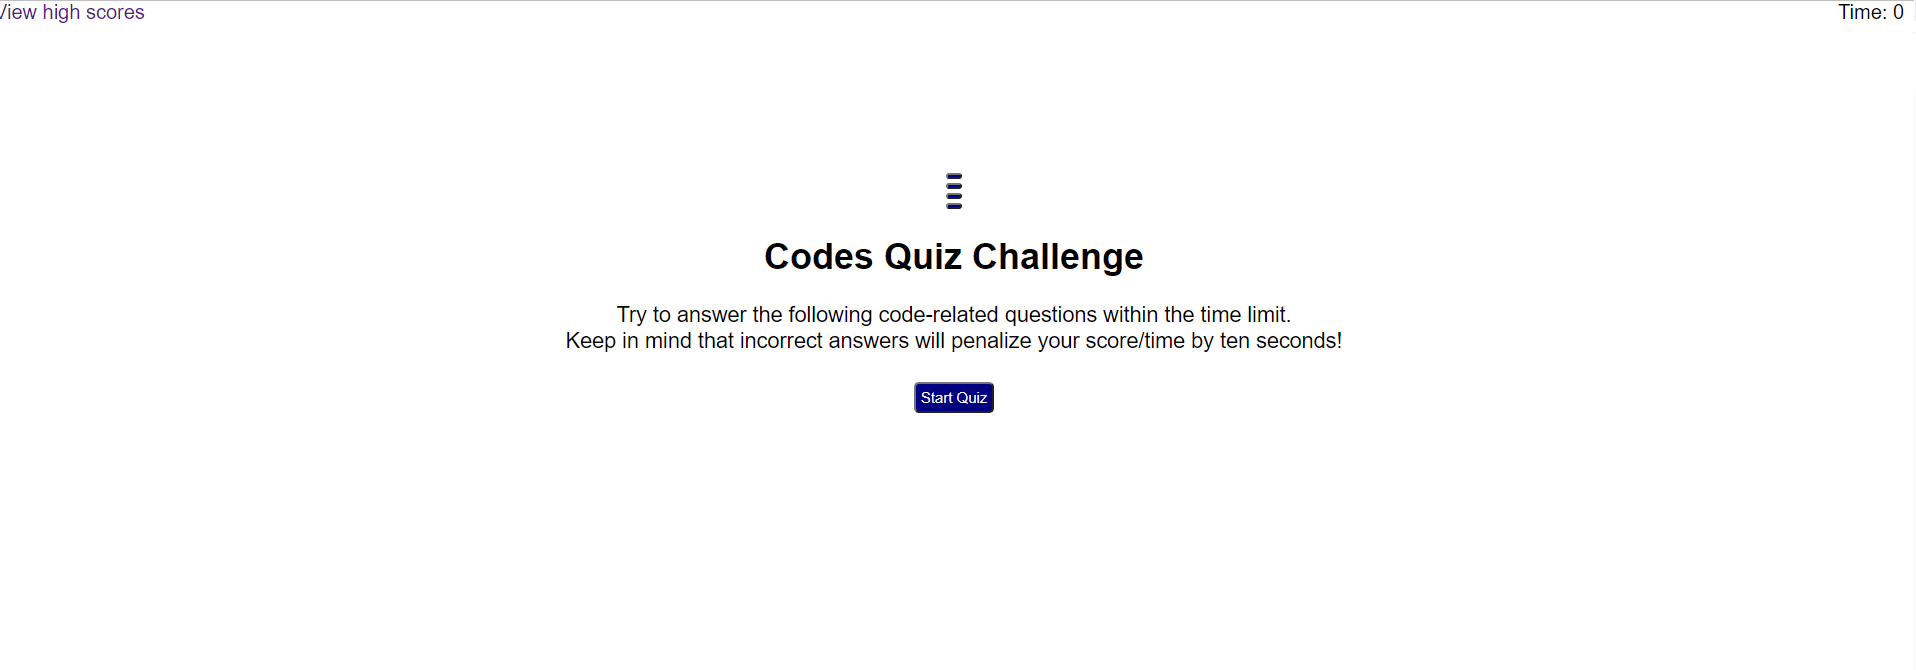 View high scores
Time: 0
Codes Quiz Challenge
Try to answer the following code-related questions within the time limit.
Keep in mind that incorrect answers will penalize your score/time by ten seconds!
Start Quiz